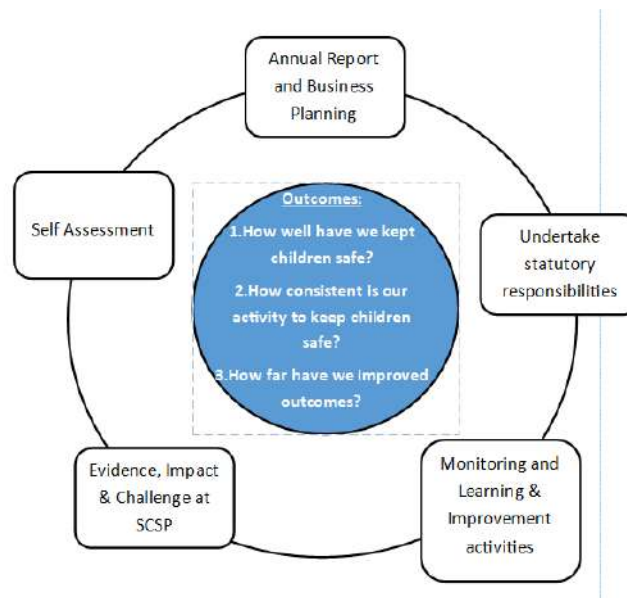 Annual Report
and Business
Planning
Self Assessment
Outcomes:
1.How well have we kept
children safe?
2.How consistent is our
activity to keep children
safe?
3.How far have we improved
outcomes?
Undertake
statutory
responsibilities
Evidence, Impact
& Challenge at
SCSP
Monitoring and
Learning &
Improvement
activities